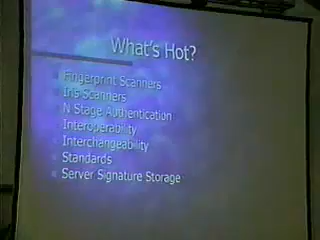 What's Hot?
Fingerprint Scanners
Iris Scanners
N Stage Authentication
Interoperability
Interchangeability
Standards
Server Signature Storage